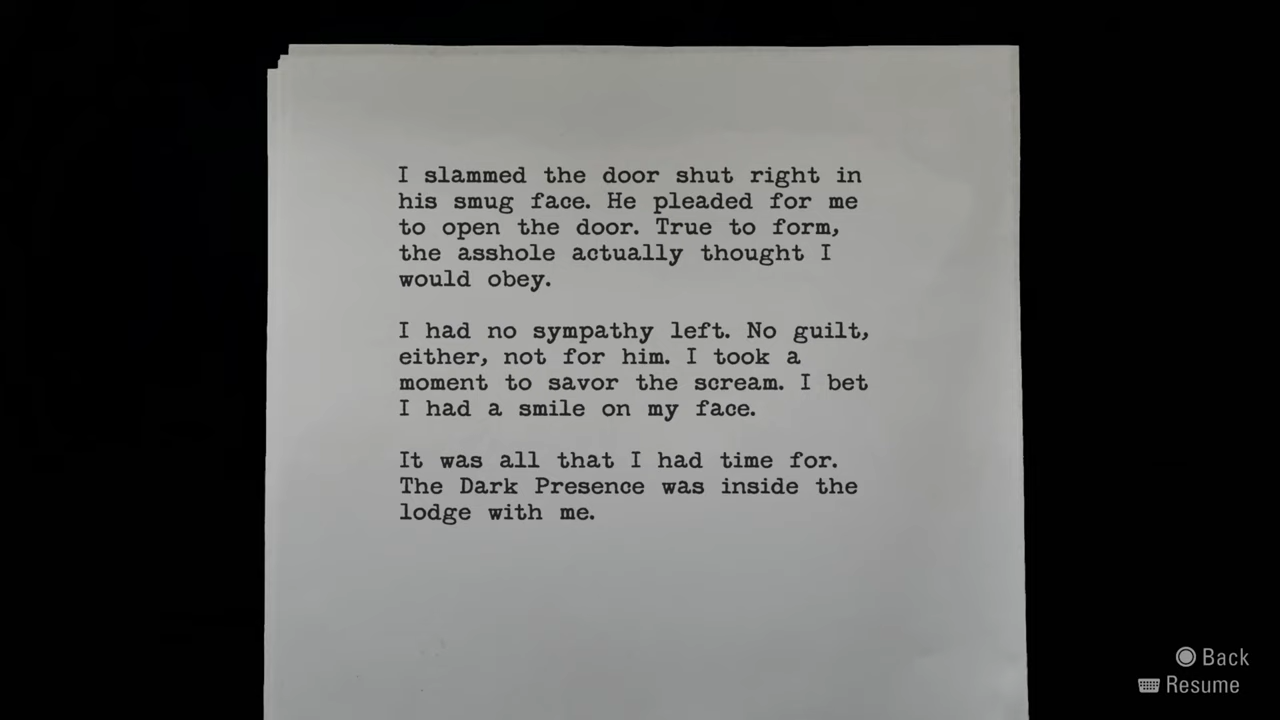 I slammed the door shut right in
his smug face. He pleaded for me
to open the door. True to form,
the asshole actually thought I
would obey.
I had no sympathy left. No guilt,
either, not for him. I took a
moment to savor the scream. I bet
I had a smile on my face.
It was all that I had time for.
The Dark Presence was inside the
lodge with me.
Back
Resume